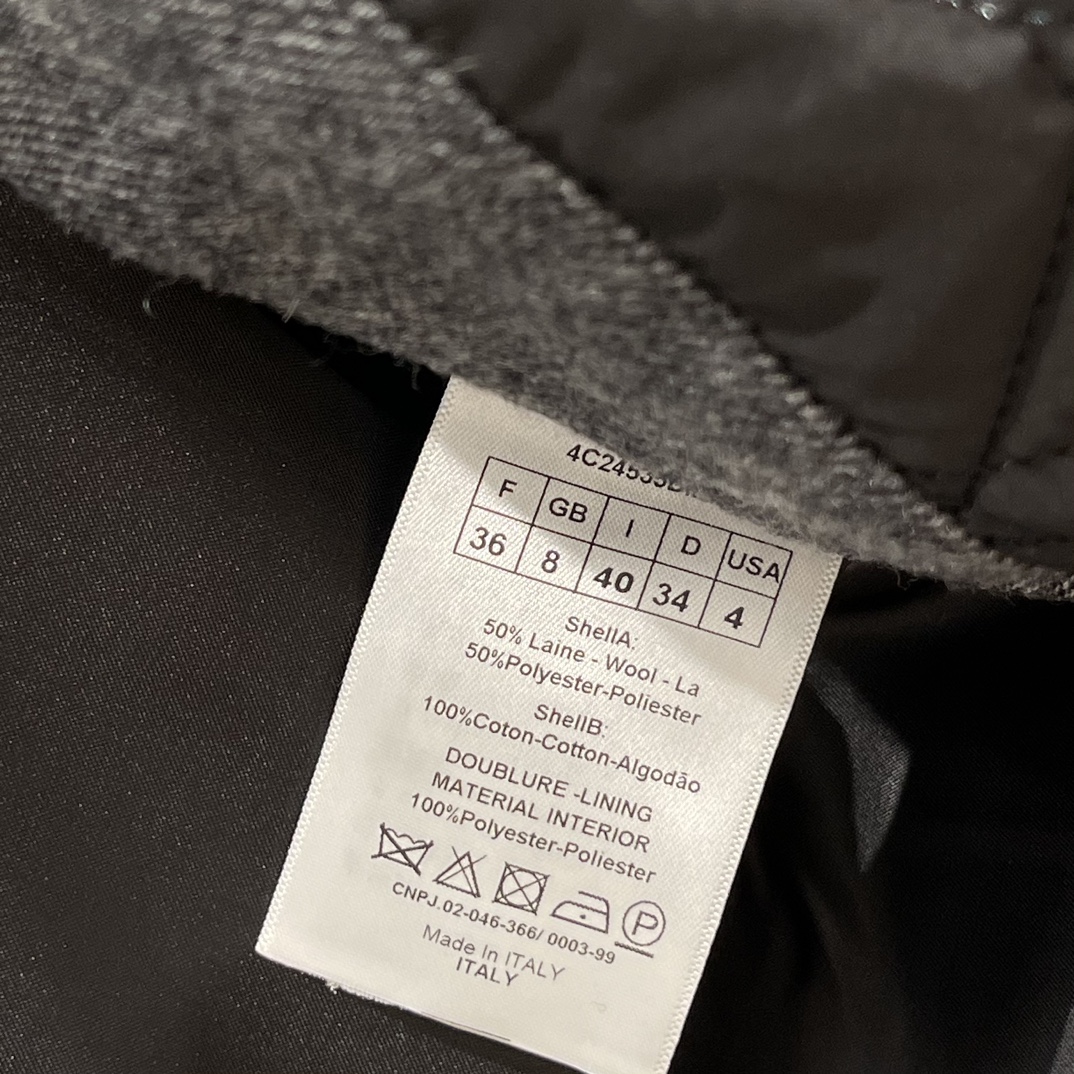 F GB I D USA
36 8 40 34 4
ShellA:
50% Laine - Wool - La
50%Polyester-Poliester
ShellB:
100%Coton-Cotton-Algodão
DOUBLURE -LINING
MATERIAL INTERIOR
100%Polyester-Poliester
P
CNPJ.02-046-366/ 0003-99
Made In ITALY
ITALY